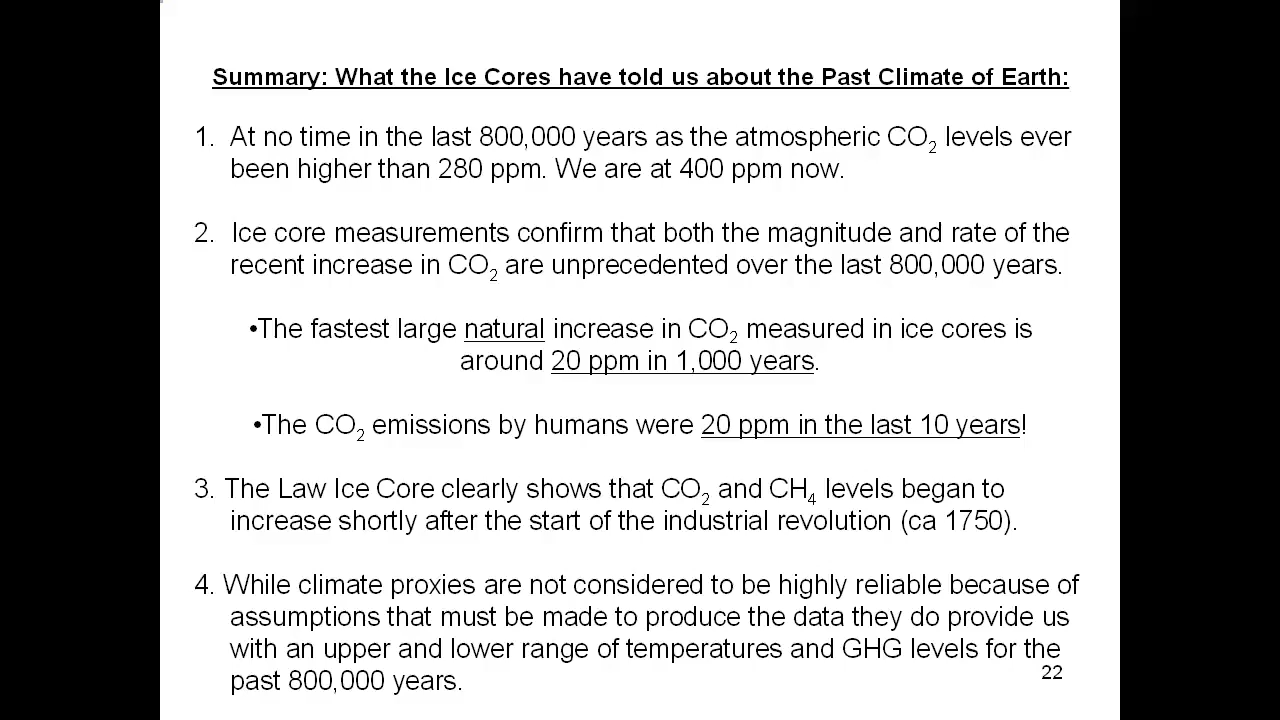 Summary: What the Ice Cores have told us about the Past Climate of Earth:
1. At no time in the last 800,000 years as the atmospheric CO2 levels ever
been higher than 280 ppm. We are at 400 ppm now.
2. Ice core measurements confirm that both the magnitude and rate of the
recent increase in CO2 are unprecedented over the last 800,000 years.
•The fastest large natural increase in CO2 measured in ice cores is
around 20 ppm in 1,000 years.
•The CO2 emissions by humans were 20 ppm in the last 10 years!
3. The Law Ice Core clearly shows that CO2 and CH4 levels began to
increase shortly after the start of the industrial revolution (ca 1750).
4. While climate proxies are not considered to be highly reliable because of
assumptions that must be made to produce the data they do provide us
with an upper and lower range of temperatures and GHG levels for the
past 800,000 years.
22